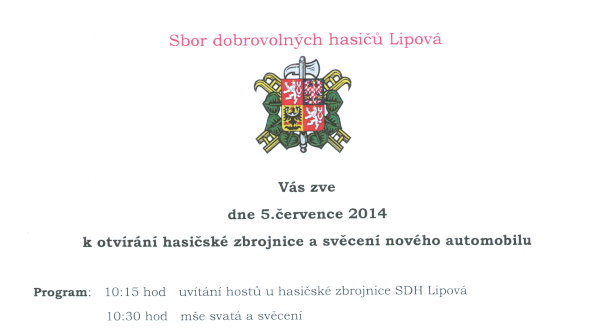 Sbor dobrovolných hasičů Lipová
Vás zve
dne 5.července 2014
k otvírání hasičské zbrojnice a svěcení nového automobilu
Program: 10:15 hod uvítání hostů u hasičské zbrojnice SDH Lipová
10:30 hod mše svatá a svěcení